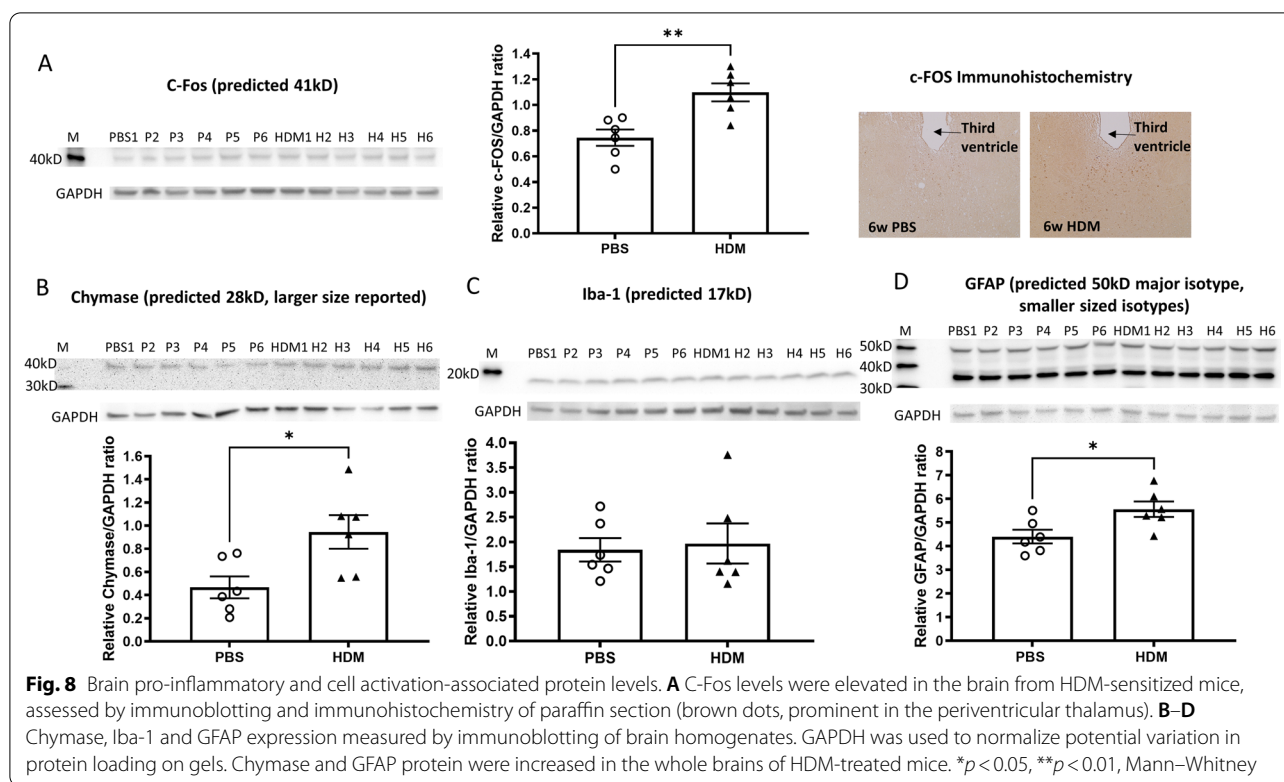 A
C-Fos (predicted 41kD)
M PBS1 P2 P3 P4 P5 P6 HDM1 H2 H3 H4 H5 H6
40kD
GAPDH
**
Relative c-FOS/GAPDH ratio
1.4
1.2
1.0
0.8
0.6
0.4
0.2
0.0
PBS HDM
c-FOS Immunohistochemistry
Third
ventricle
6w PBS
Third
ventricle
6w HDM
B
Chymase (predicted 28kD, larger size reported)
M PBS1 P2 P3 P4 P5 P6 HDM1 H2 H3 H4 H5 H6
40kD
30kD
GAPDH
*
Relative Chymase/GAPDH ratio
1.6
1.4
1.2
1.0
0.8
0.6
0.4
0.2
0.0
PBS HDM
C
Iba-1 (predicted 17kD)
M PBS1 P2 P3 P4 P5 P6 HDM1 H2 H3 H4 H5 H6
20kD
GAPDH
Relative Iba-1/GAPDH ratio
4.0
3.5
3.0
2.5
2.0
1.5
1.0
0.5
0.0
PBS HDM
D
GFAP (predicted 50kD major isotype,
smaller sized isotypes)
M PBS1 P2 P3 P4 P5 P6 HDM1 H2 H3 H4 H5 H6
50kD
40kD
30kD
GAPDH
*
Relative GFAP/GAPDH ratio
8
7
6
5
4
3
2
1
0
PBS HDM
Fig. 8 Brain pro-inflammatory and cell activation-associated protein levels. A C-Fos levels were elevated in the brain from HDM-sensitized mice,
assessed by immunoblotting and immunohistochemistry of paraffin section (brown dots, prominent in the periventricular thalamus). B–D
Chymase, Iba-1 and GFAP expression measured by immunoblotting of brain homogenates. GAPDH was used to normalize potential variation in
protein loading on gels. Chymase and GFAP protein were increased in the whole brains of HDM-treated mice. *p < 0.05, **p < 0.01, Mann–Whitney